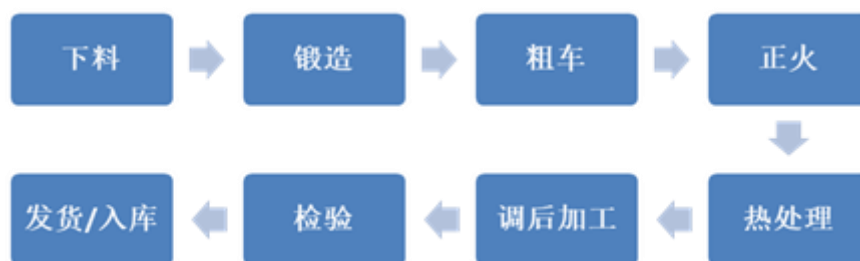 下料
锻造
粗车
正火
热处理
调后加工
检验
发货/入库